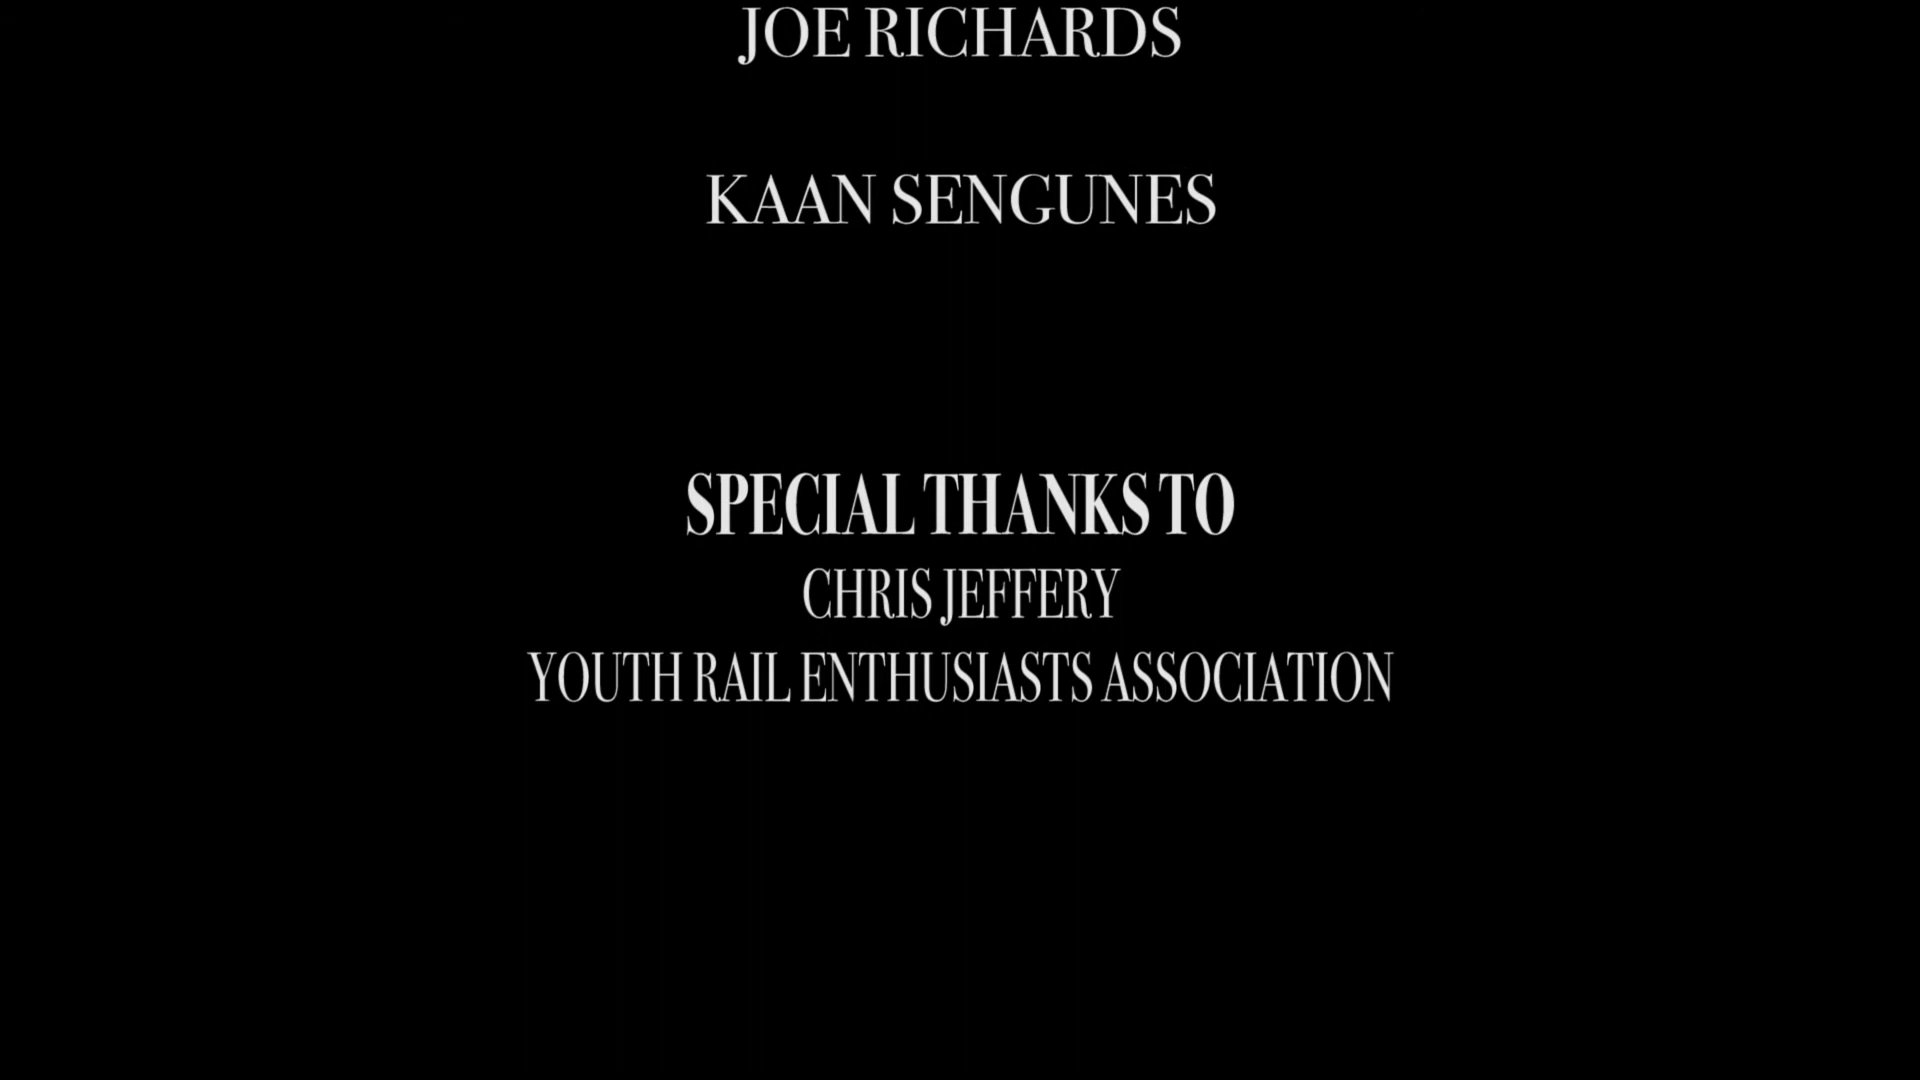 JOE RICHARDS
KAAN SENGUNES
SPECIAL THANKS TO
CHRIS JEFFERY
YOUTH RAIL ENTHUSIASTS ASSOCIATION